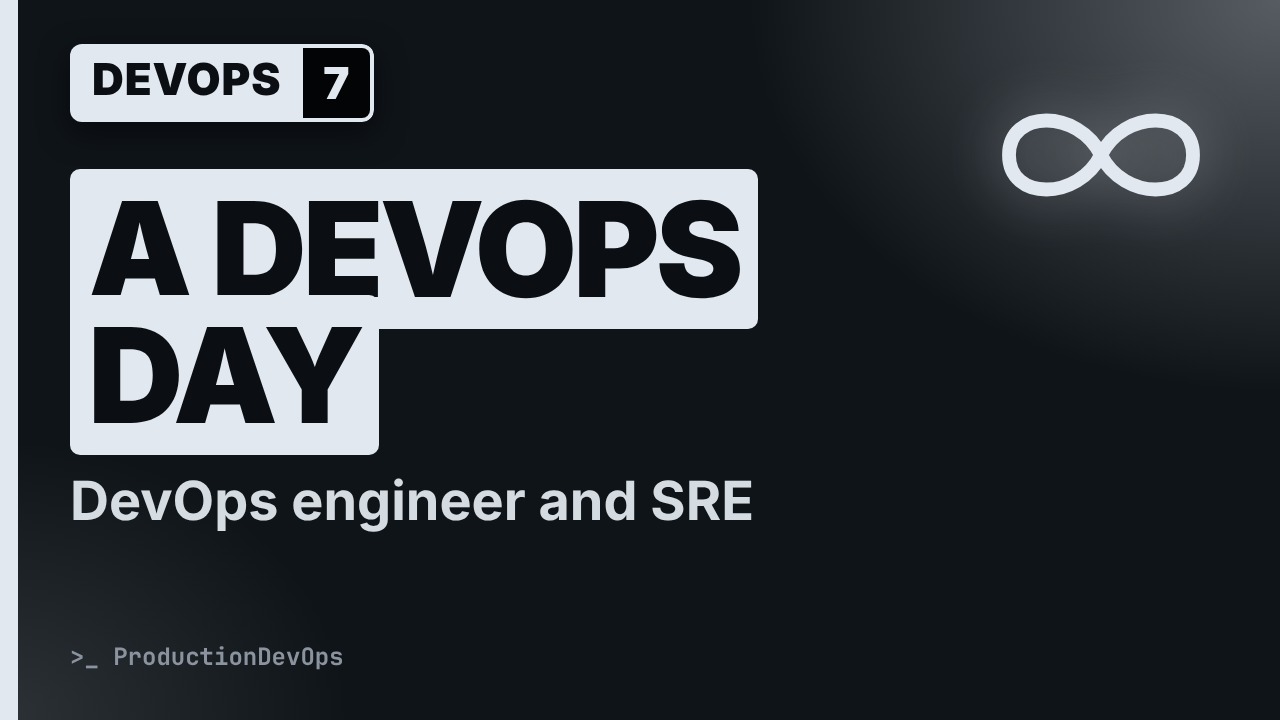 DEVOPS 7
A DEVOPS
DAY
DevOps engineer and SRE
>_ ProductionDevOps